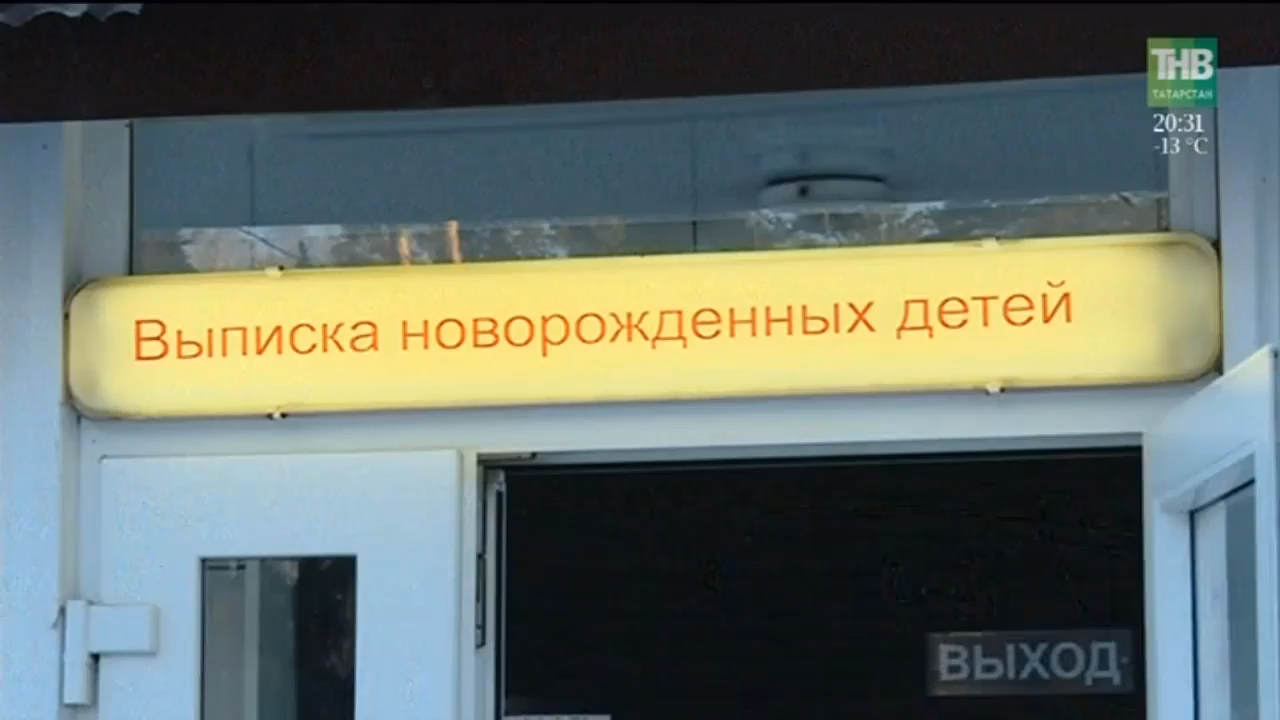 ТНВ
ТАТАРСТАН
20:31
-13 °C
Выписка новорожденных детей
ВЫХОД